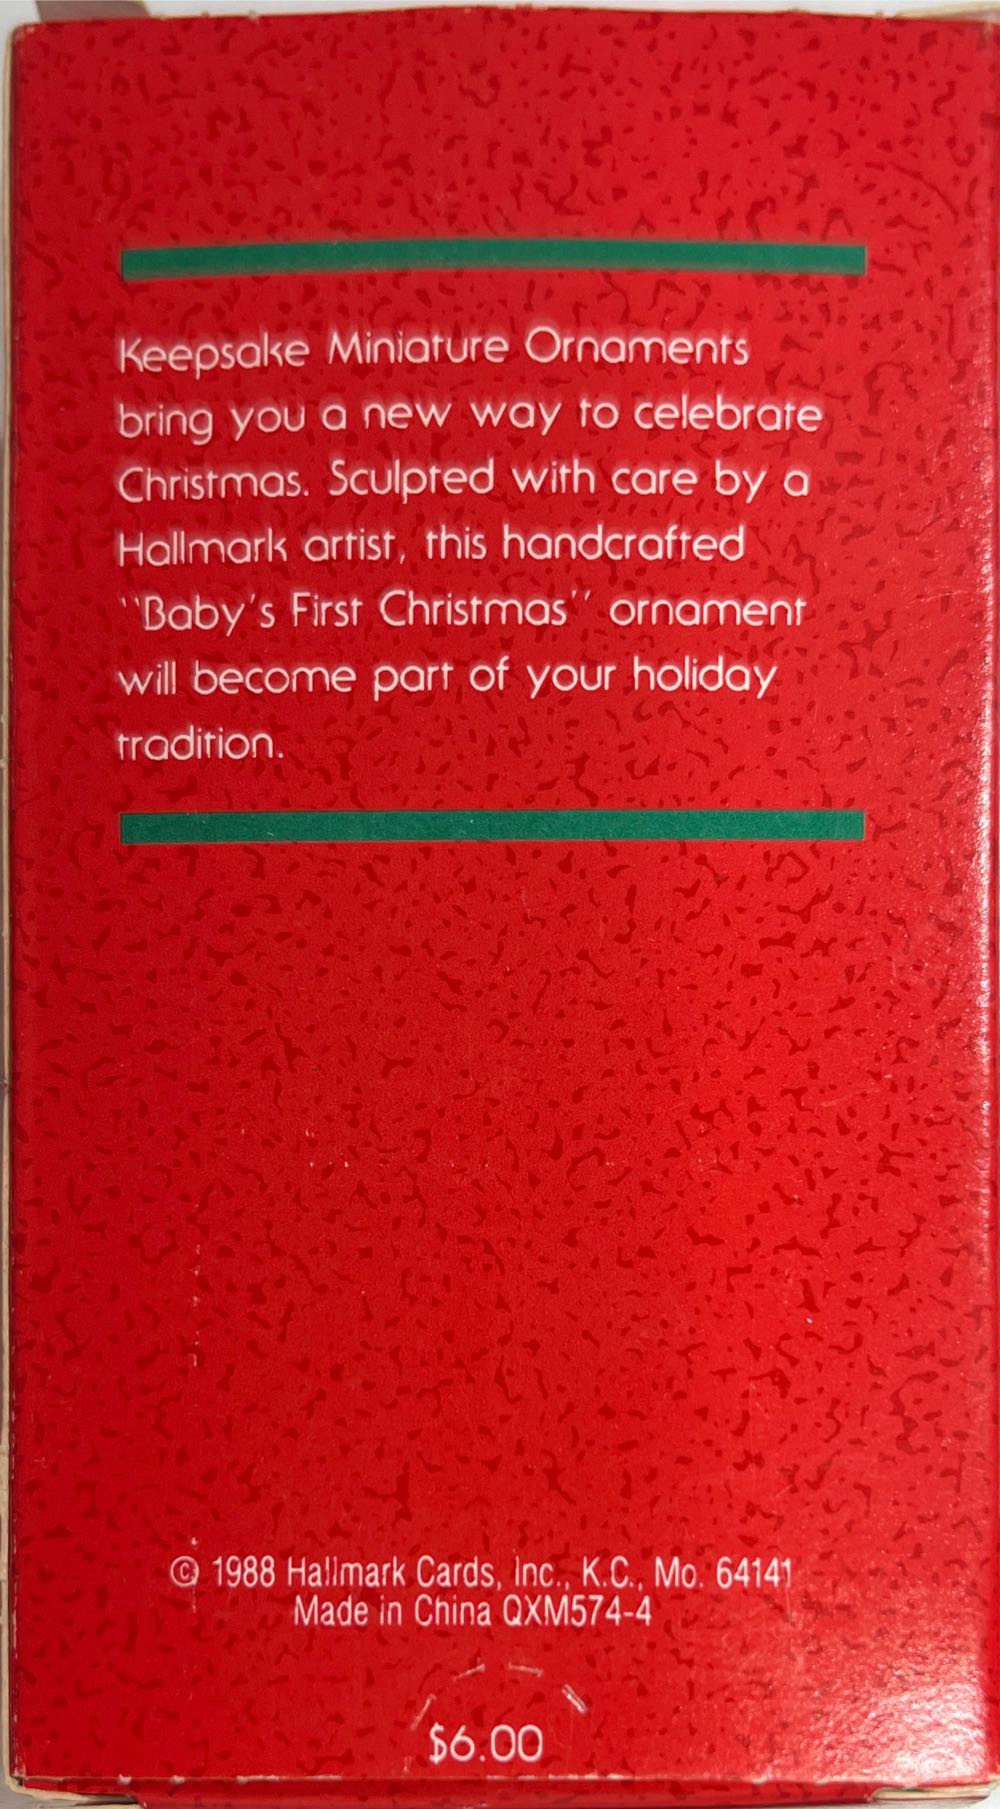 Keepsake Miniature Ornaments
bring you a new way to celebrate
Christmas. Sculpted with care by a
Hallmark artist, this handcrafted
"Baby's First Christmas" ornament
will become part of your holiday
tradition.
© 1988 Hallmark Cards, Inc., K.C., Mo. 64141
Made in China QXM574-4
$6.00